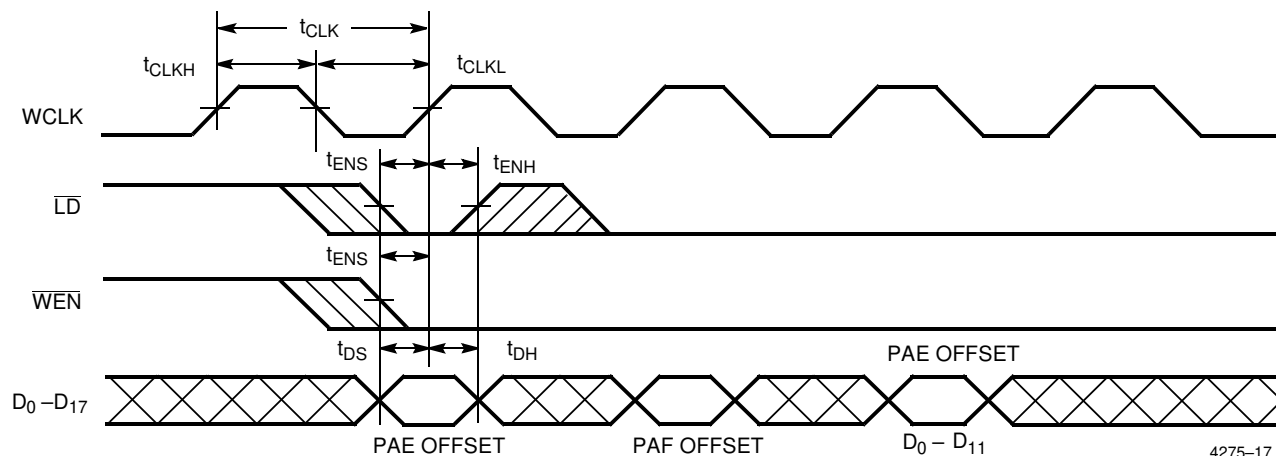 tCLK
tCLKH
tCLKL
WCLK
tENS
tENH
LD
tENS
WEN
tDS
tDH
PAE OFFSET
D0 –D17
PAE OFFSET
PAF OFFSET
D0 – D11
4275–17